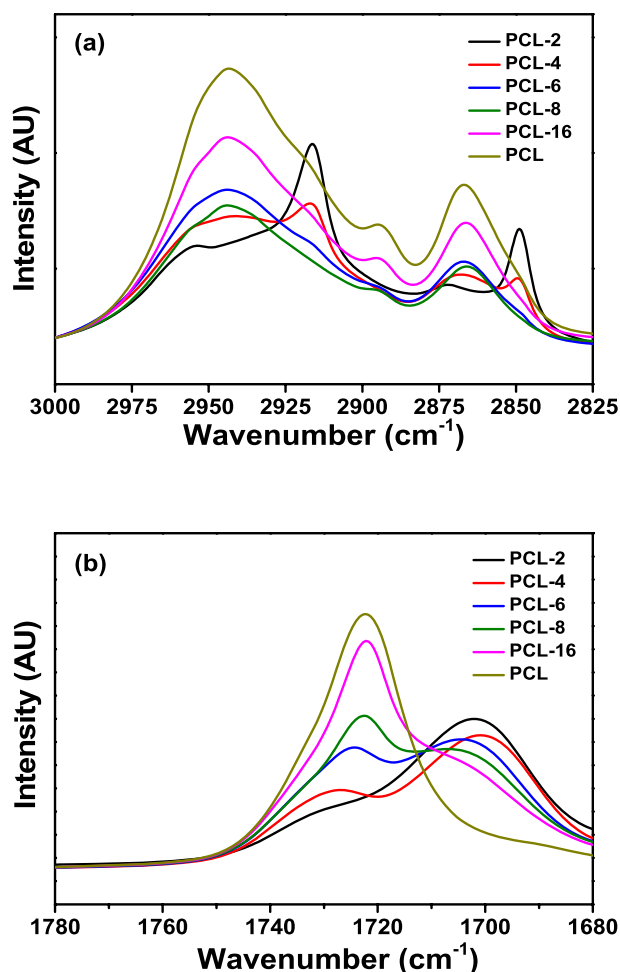 (a)
PCL-2
PCL-4
PCL-6
PCL-8
PCL-16
PCL
Intensity (AU)
3000 2975 2950 2925 2900 2875 2850 2825
Wavenumber (cm⁻¹)
(b)
PCL-2
PCL-4
PCL-6
PCL-8
PCL-16
PCL
Intensity (AU)
1780 1760 1740 1720 1700 1680
Wavenumber (cm⁻¹)